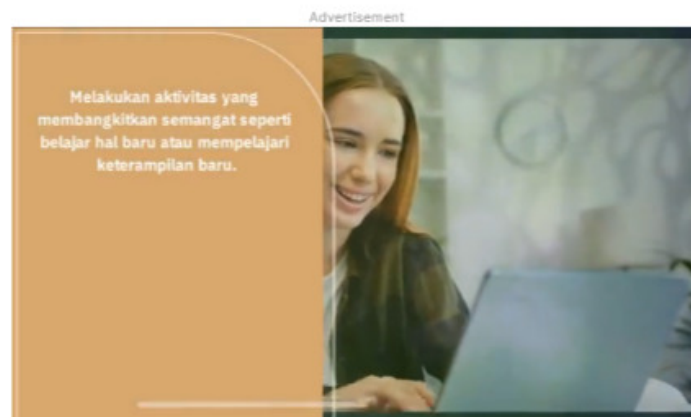 Advertisement
Melakukan aktivitas yang
membangkitkan semangat seperti
belajar hal baru atau mempelajari
keterampilan baru.